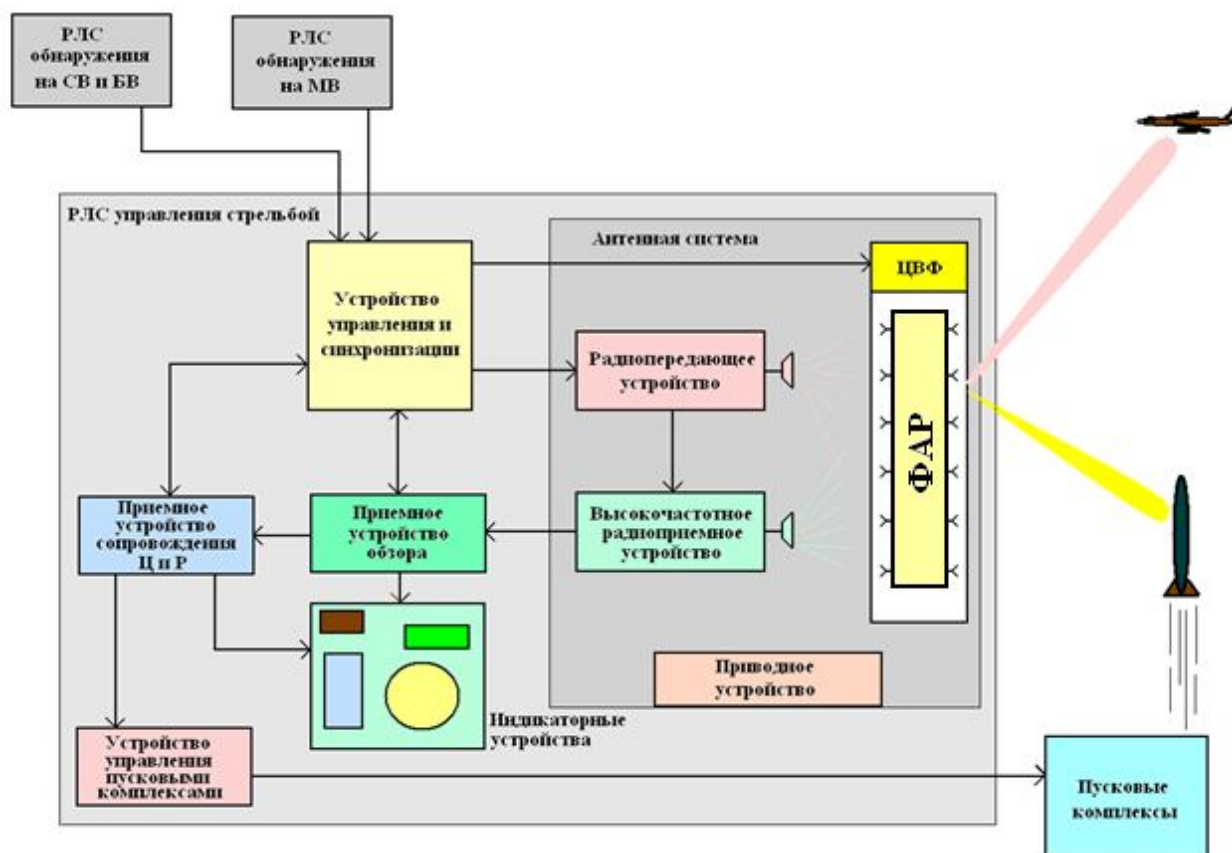 РЛС
обнаружения
на СВ и БВ
РЛС
обнаружения
на МВ
РЛС управления стрельбой
Антенная система
ЦВФ
Устройство
управления и
синхронизации
Радиопередающее
устройство
ФАР
Приемное
устройство
сопровождения
Ц и Р
Приемное
устройство
обзора
Высокочастотное
радиоприемное
устройство
Приводное
устройство
Индикаторные
устройства
Устройство
управления
пусковыми
комплексами
Пусковые
комплексы